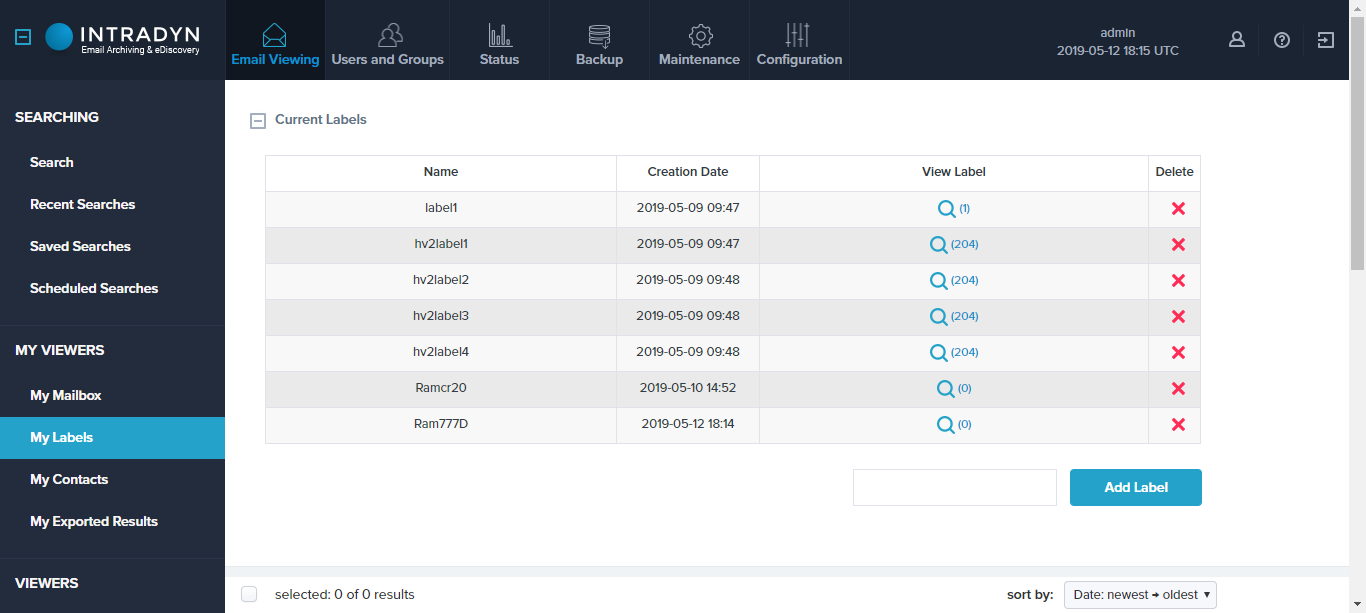 INTRADYN
Email Archiving & eDiscovery
Email Viewing
Users and Groups
Status
Backup
Maintenance
Configuration
admin
2019-05-12 18:15 UTC
SEARCHING
Search
Recent Searches
Saved Searches
Scheduled Searches
MY VIEWERS
My Mailbox
My Labels
My Contacts
My Exported Results
VIEWERS
Current Labels
Name Creation Date View Label Delete
label1 2019-05-09 09:47 (1)
hv2label1 2019-05-09 09:47 (204)
hv2label2 2019-05-09 09:48 (204)
hv2label3 2019-05-09 09:48 (204)
hv2label4 2019-05-09 09:48 (204)
Ramcr20 2019-05-10 14:52 (0)
Ram777D 2019-05-12 18:14 (0)
Add Label
selected: 0 of 0 results
sort by: Date: newest → oldest